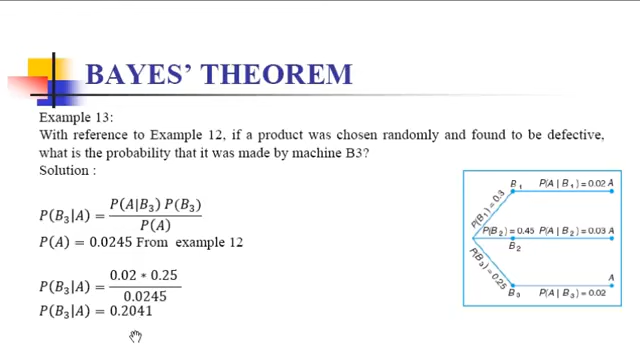 BAYES' THEOREM
Example 13:
With reference to Example 12, if a product was chosen randomly and found to be defective,
what is the probability that it was made by machine B3?
Solution :
P(B₃|A) = P(A|B₃) P(B₃) / P(A)
P(A) = 0.0245 From example 12
P(B₃|A) = 0.02 * 0.25 / 0.0245
P(B₃|A) = 0.2041
B₁ P(A | B₁) = 0.02 A
P(B₁) = 0.3
P(B₂) = 0.45 P(A | B₂) = 0.03 A
B₂
P(B₃) = 0.25
A
B₃ P(A | B₃) = 0.02